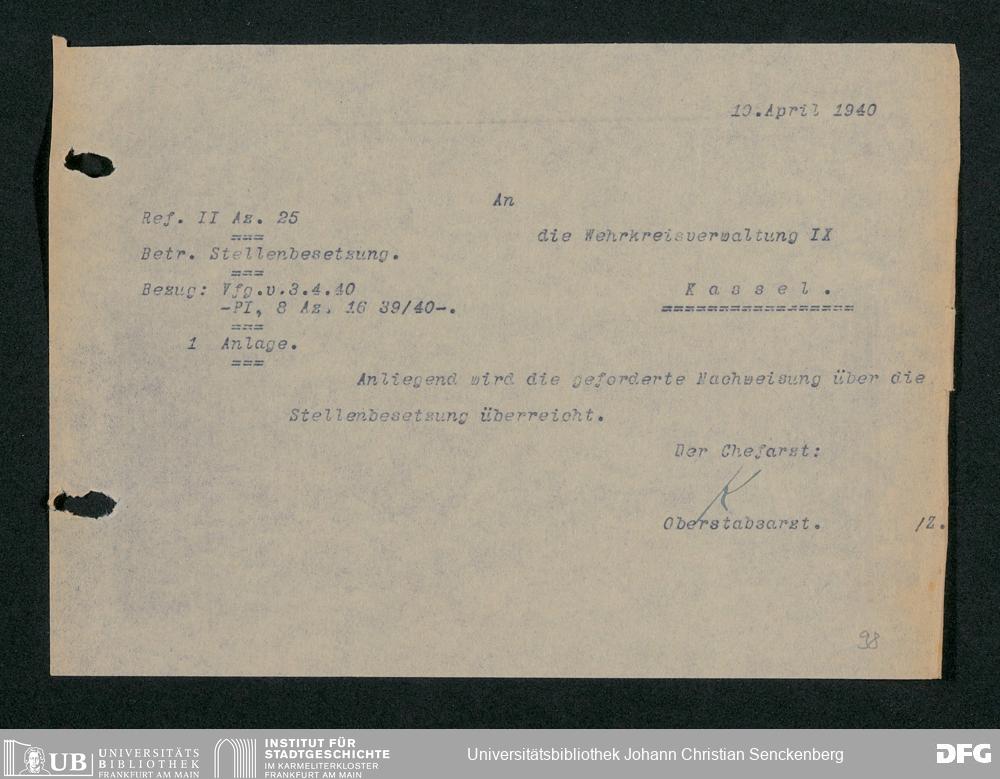 10.April 1940
An
Ref. II Az. 25
===
die Wehrkreisverwaltung IX
Betr. Stellenbesetzung.
===
Bezug: Vfg.v.3.4.40
-PI, 8 Az. 16 39/40-.
===
K a s s e l .
=================
1 Anlage.
===
Anliegend wird die geforderte Nachweisung über die
Stellenbesetzung überreicht.
Der Chefarzt:
K
Oberstabsarzt.
/Z.
98
UB UNIVERSITÄTS BIBLIOTHEK FRANKFURT AM MAIN
INSTITUT FÜR STADTGESCHICHTE IM KARMELITERKLOSTER FRANKFURT AM MAIN
Universitätsbibliothek Johann Christian Senckenberg
DFG